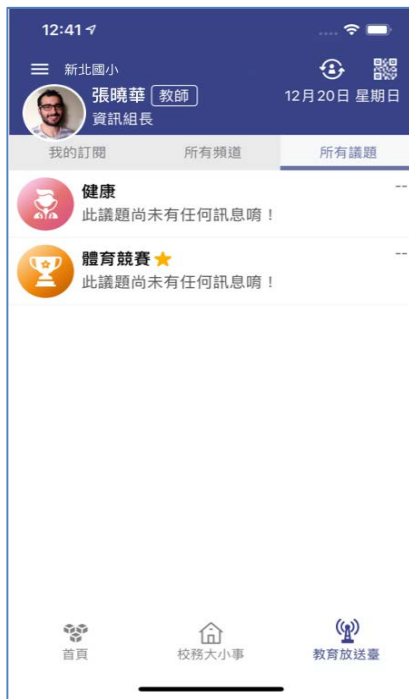 12:41
新北國小
張曉華 教師
12月20日 星期日
資訊組長
我的訂閱 所有頻道 所有議題
健康 --
此議題尚未有任何訊息唷！
體育競賽 --
此議題尚未有任何訊息唷！
首頁 校務大小事 教育放送臺